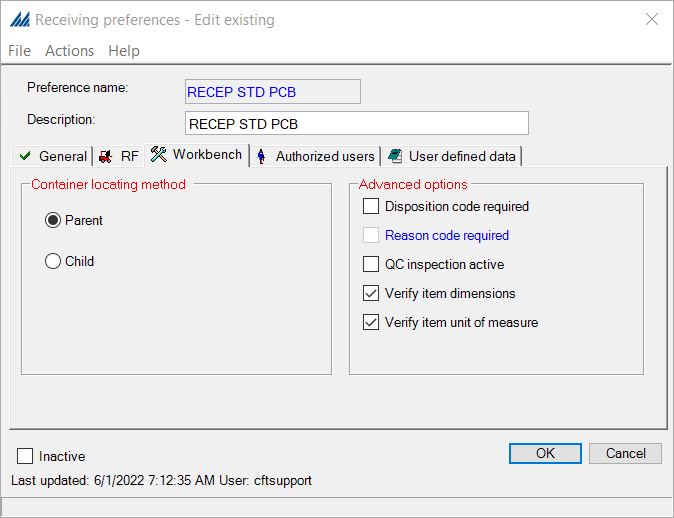 Receiving preferences - Edit existing
File Actions Help
Preference name: RECEP STD PCB
Description: RECEP STD PCB
General RF Workbench Authorized users User defined data
Container locating method
Parent
Child
Advanced options
Disposition code required
Reason code required
QC inspection active
Verify item dimensions
Verify item unit of measure
Inactive
OK Cancel
Last updated: 6/1/2022 7:12:35 AM User: cftsupport